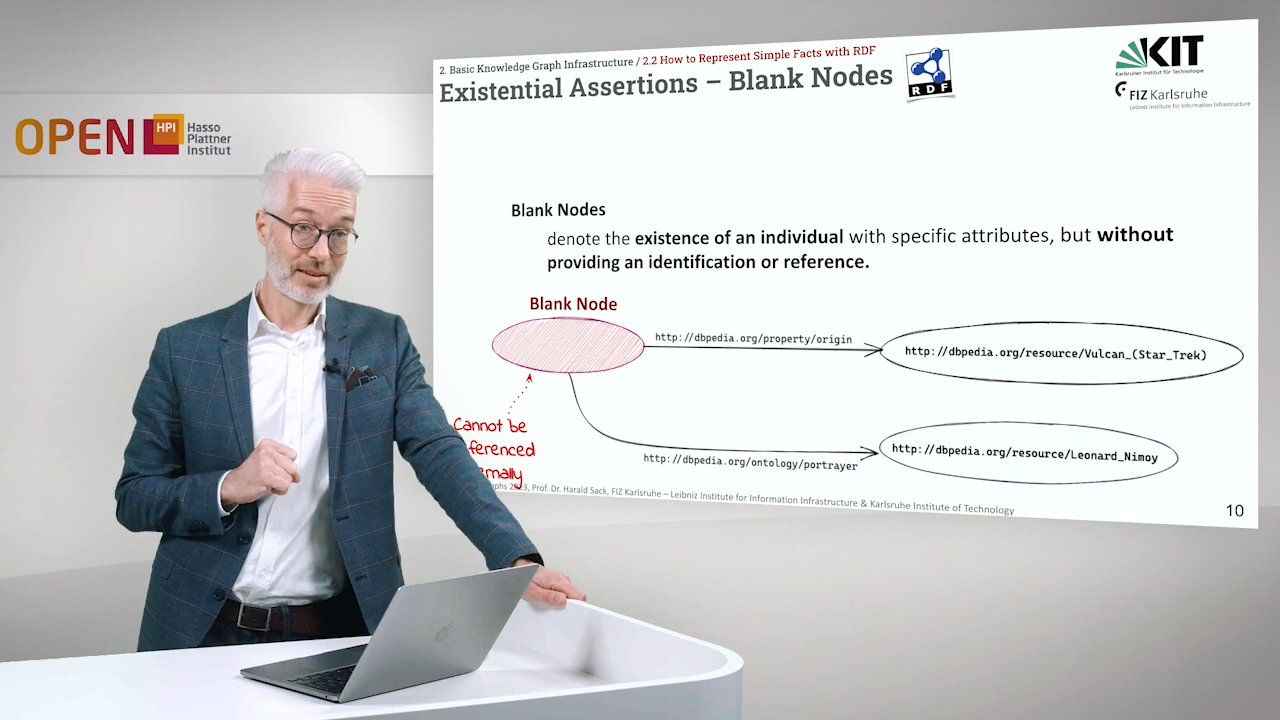 OPEN HPI Hasso
Plattner
Institut
2. Basic Knowledge Graph Infrastructure / 2.2 How to Represent Simple Facts with RDF
Existential Assertions – Blank Nodes
RDF
KIT
Karlsruher Institut für Technologie
FIZ Karlsruhe
Leibniz Institute for Information Infrastructure
Blank Nodes
denote the existence of an individual with specific attributes, but without
providing an identification or reference.
Blank Node
http://dbpedia.org/property/origin
http://dbpedia.org/resource/Vulcan_(Star_Trek)
Cannot be
http://dbpedia.org/ontology/portrayer
http://dbpedia.org/resource/Leonard_Nimoy
Prof. Dr. Harald Sack, FIZ Karlsruhe – Leibniz Institute for Information Infrastructure & Karlsruhe Institute of Technology
10